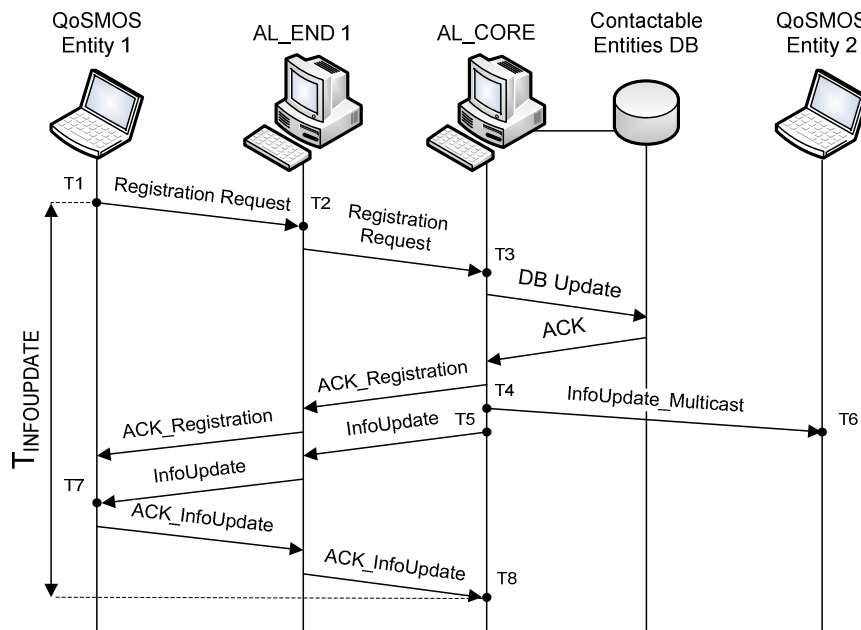 QoSMOS
Entity 1
AL_END 1
AL_CORE
Contactable
Entities DB
QoSMOS
Entity 2
T1
Registration Request
T2
Registration
Request
T3
DB Update
ACK
ACK_Registration
T4
InfoUpdate_Multicast
ACK_Registration
InfoUpdate
T5
T6
TINFOUPDATE
InfoUpdate
T7
ACK_InfoUpdate
ACK_InfoUpdate
T8